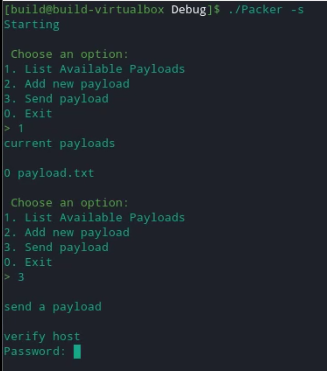 [build@build-virtualbox Debug]$ ./Packer -s
Starting
Choose an option:
1. List Available Payloads
2. Add new payload
3. Send payload
0. Exit
> 1
current payloads
0 payload.txt
Choose an option:
1. List Available Payloads
2. Add new payload
3. Send payload
0. Exit
> 3
send a payload
verify host
Password: